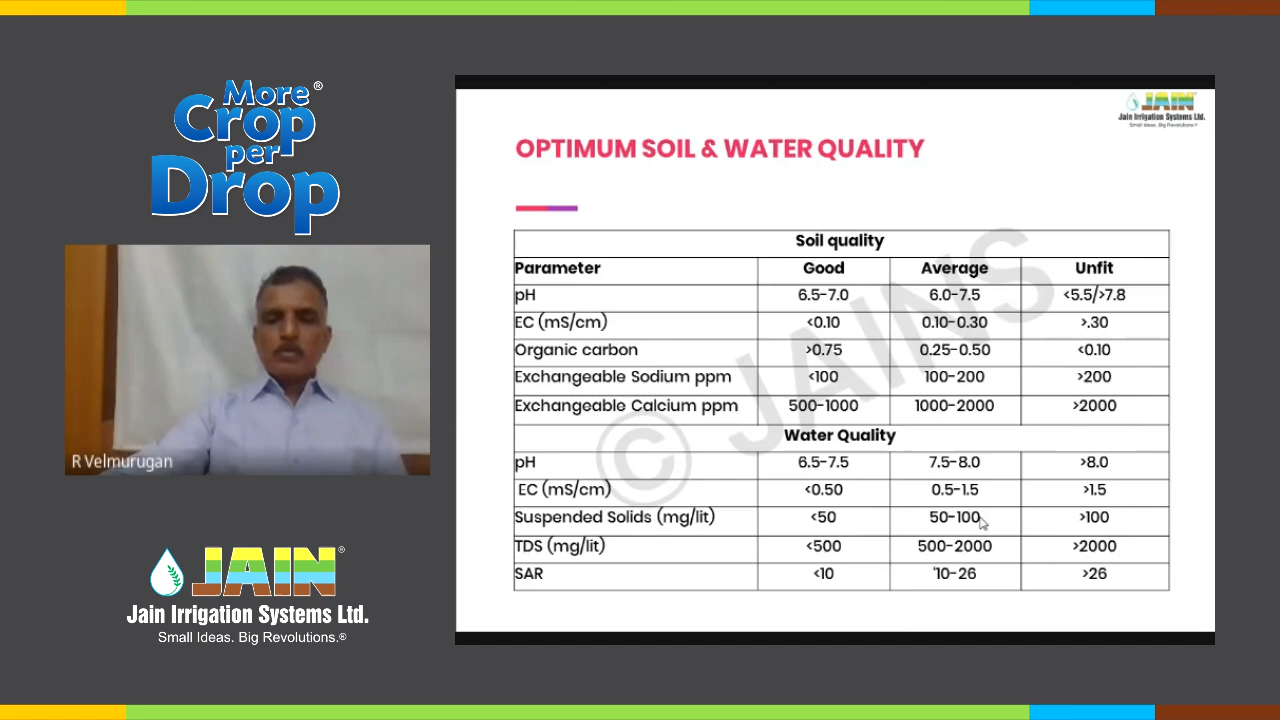 More®
Crop
per
Drop
R Velmurugan
JAIN®
Jain Irrigation Systems Ltd.
Small Ideas. Big Revolutions.®
JAIN
Jain Irrigation Systems Ltd.
Small Ideas. Big Revolutions.®
OPTIMUM SOIL & WATER QUALITY
Soil quality
Parameter Good Average Unfit
pH 6.5-7.0 6.0-7.5 <5.5/>7.8
EC (mS/cm) <0.10 0.10-0.30 >.30
Organic carbon >0.75 0.25-0.50 <0.10
Exchangeable Sodium ppm <100 100-200 >200
Exchangeable Calcium ppm 500-1000 1000-2000 >2000
Water Quality
pH 6.5-7.5 7.5-8.0 >8.0
EC (mS/cm) <0.50 0.5-1.5 >1.5
Suspended Solids (mg/lit) <50 50-100 >100
TDS (mg/lit) <500 500-2000 >2000
SAR <10 '10-26 >26
© JAINS